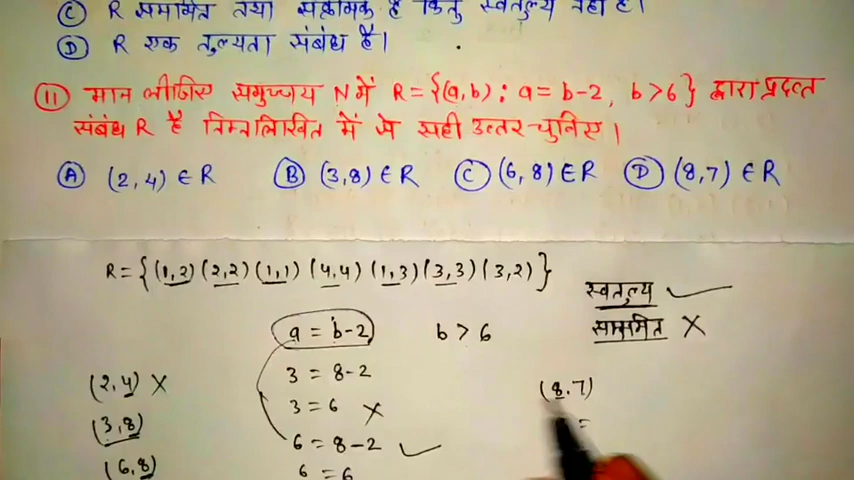 (C) R सममित तथा संक्रामक है किंतु स्वतुल्य नहीं है।
(D) R एक तुल्यता संबंध है।
(11) मान लीजिए समुच्चय N में R = {(a, b) : a = b-2, b > 6} द्वारा प्रदत्त
संबंध R है निम्नलिखित में से सही उत्तर चुनिए।
(A) (2, 4) ∈ R (B) (3, 8) ∈ R (C) (6, 8) ∈ R (D) (8, 7) ∈ R
R = {(1, 2) (2, 2) (1, 1) (4, 4) (1, 3) (3, 3) (3, 2)}
स्वतुल्य ✓
a = b-2 b > 6 X
3 = 8-2
(2, 4) X
3 = 6 X
(8, 7)
(3, 8)
6 = 8-2 ✓
=
(6, 8)
6 = 6